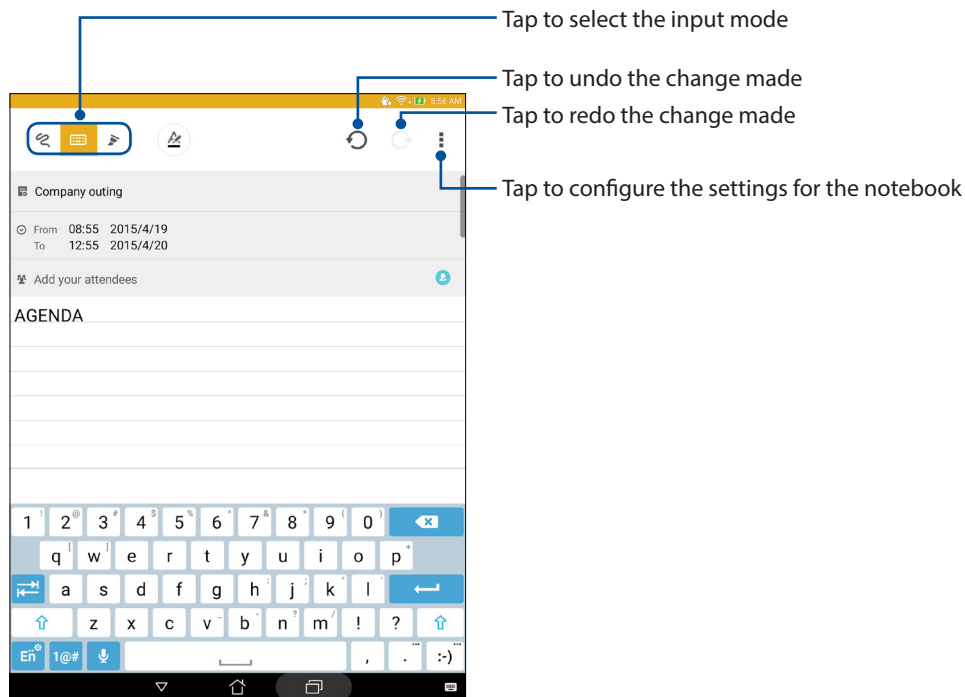 Tap to select the input mode
Tap to undo the change made
Tap to redo the change made
Tap to configure the settings for the notebook
5:56 AM
Company outing
From 08:55 2015/4/19
To 12:55 2015/4/20
Add your attendees
AGENDA
1 ! 2 @ 3 # 4 $ 5 % 6 ^ 7 & 8 * 9 ( 0 )
q [ w ] e r t y u i o p +
a s d f g h : j ; k ' l '
z x c v - b - n ? m / ! ?
En 1@# , . ... :-) ...